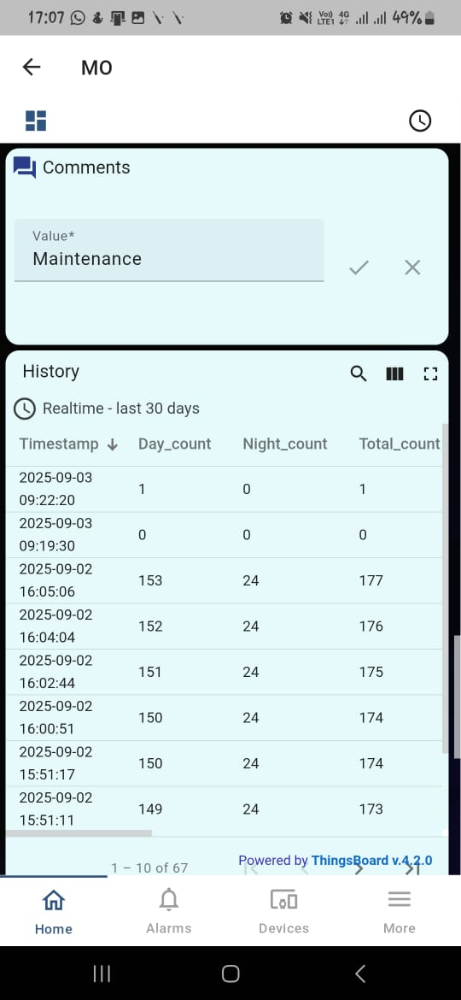 17:07 Vo)) LTE1 4G 49%
MO
Comments
Value*
Maintenance
History
Realtime - last 30 days
Timestamp Day_count Night_count Total_count
2025-09-03
09:22:20 1 0 1
2025-09-03
09:19:30 0 0 0
2025-09-02
16:05:06 153 24 177
2025-09-02
16:04:04 152 24 176
2025-09-02
16:02:44 151 24 175
2025-09-02
16:00:51 150 24 174
2025-09-02
15:51:17 150 24 174
2025-09-02
15:51:11 149 24 173
1 – 10 of 67 Powered by ThingsBoard v.4.2.0
Home Alarms Devices More